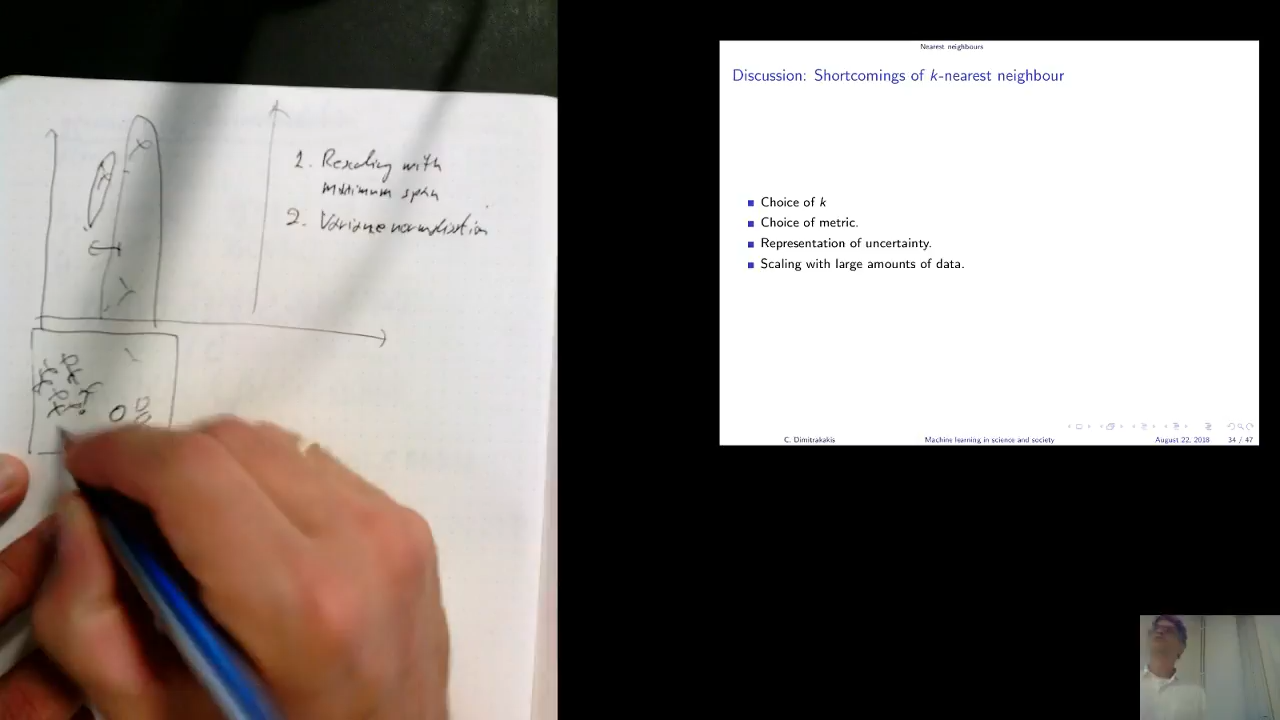 1. Rescaling with
maximum span
2. Variance normalisation
Nearest neighbours
Discussion: Shortcomings of k-nearest neighbour
Choice of k
Choice of metric.
Representation of uncertainty.
Scaling with large amounts of data.
C. Dimitrakakis
Machine learning in science and society
August 22, 2018
34 / 47